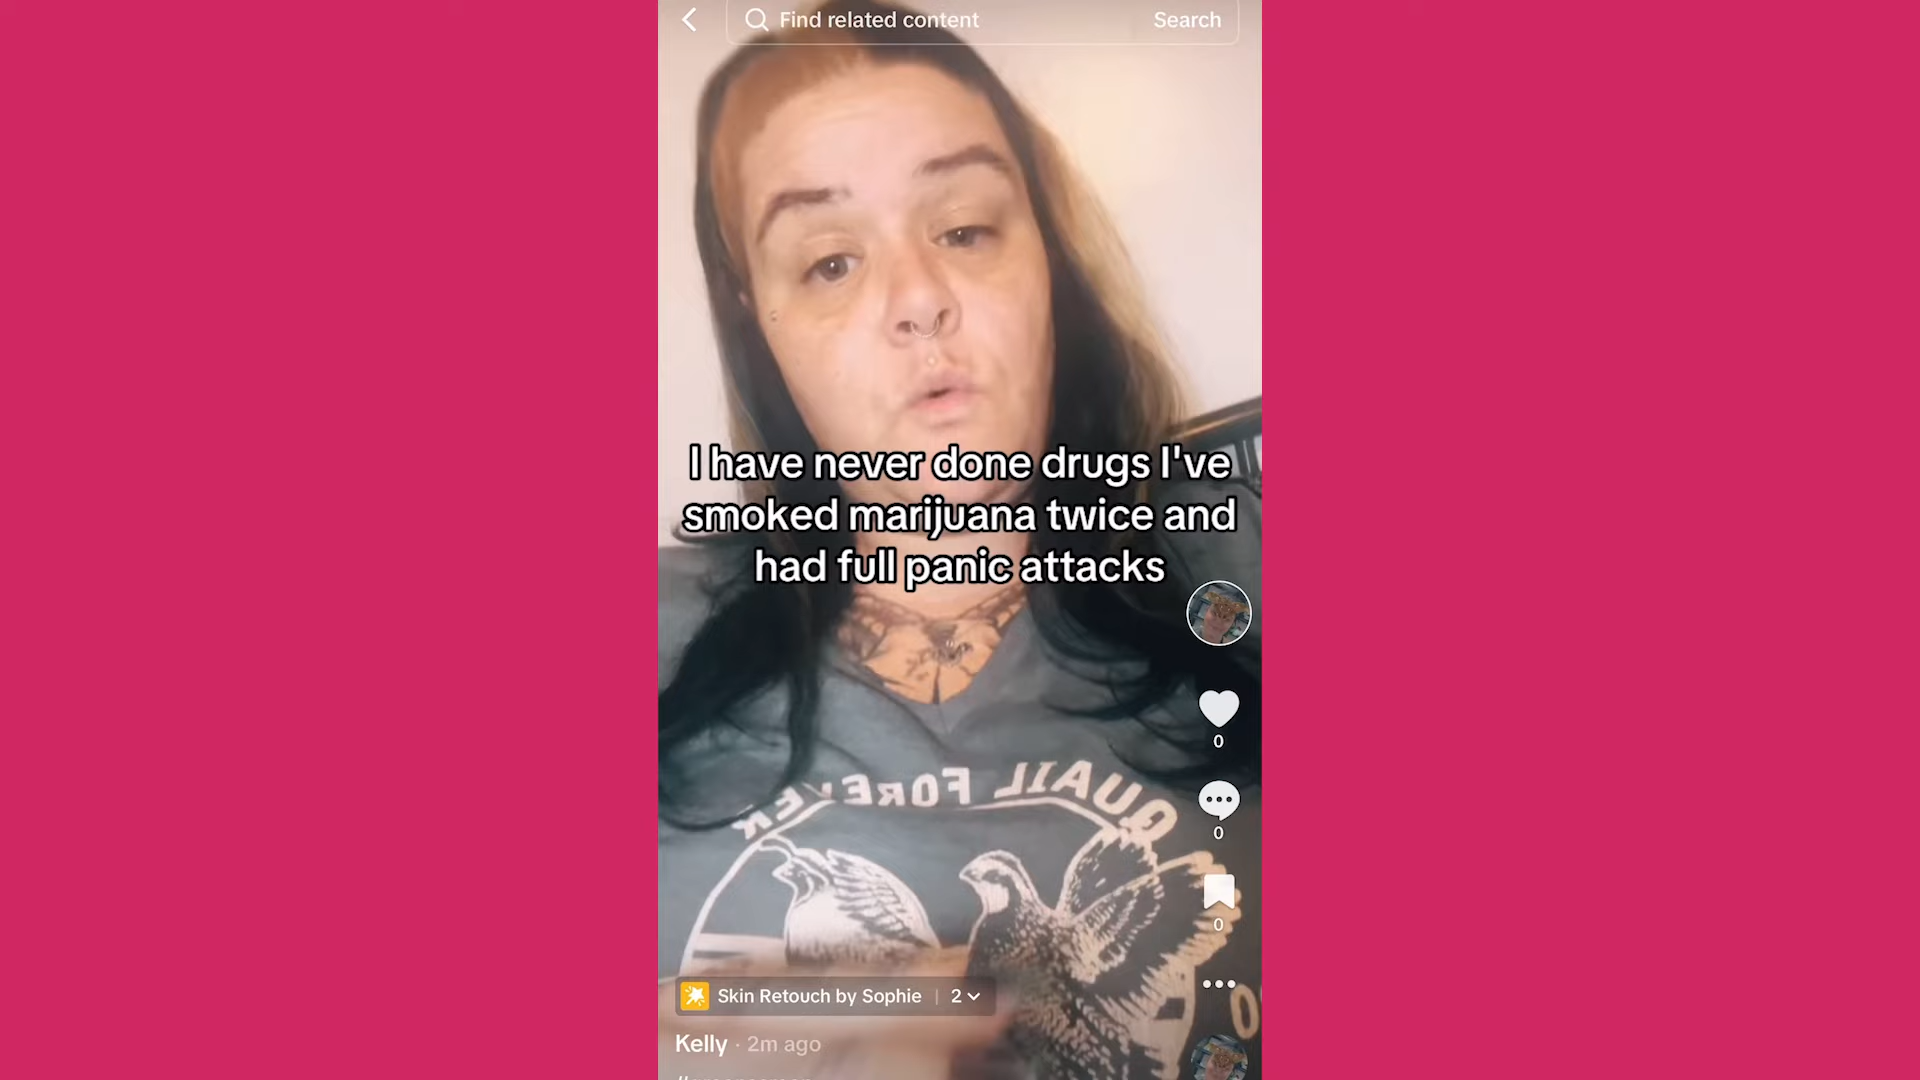 Find related content Search
I have never done drugs I've
smoked marijuana twice and
had full panic attacks
0
QUAIL FOREVER
0
0
Skin Retouch by Sophie | 2
Kelly · 2m ago